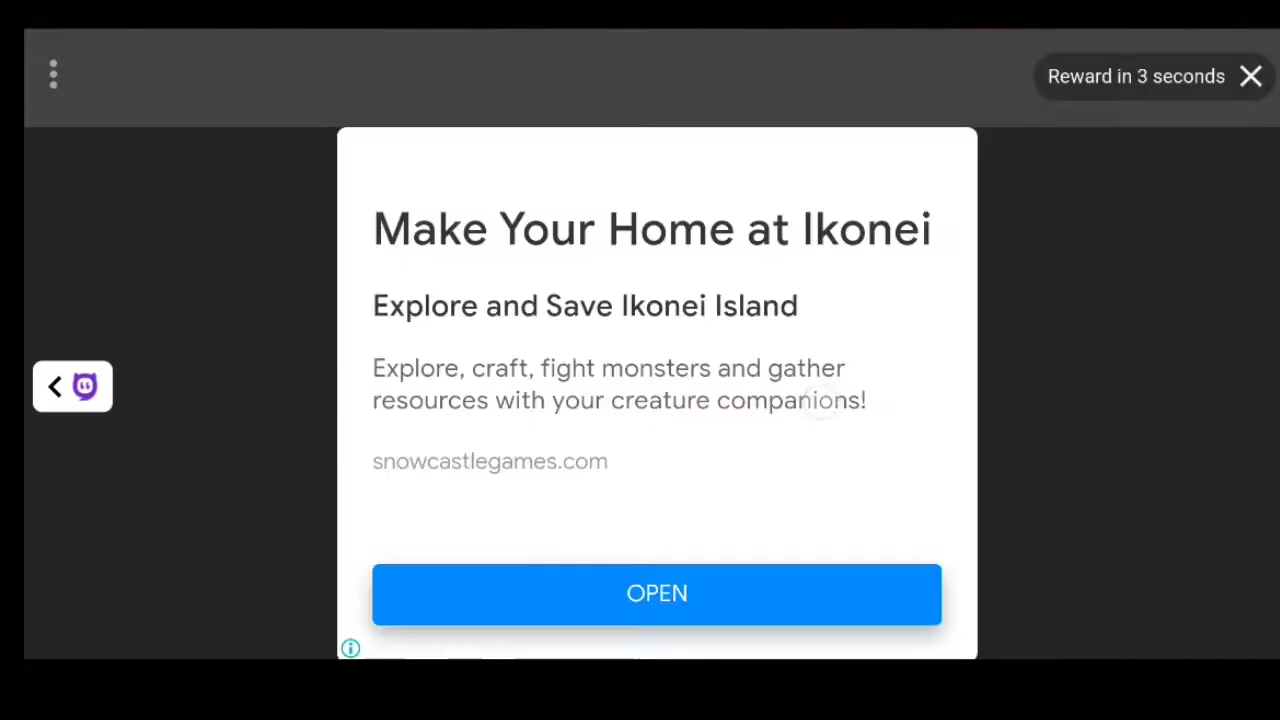 Reward in 3 seconds
Make Your Home at Ikonei
Explore and Save Ikonei Island
Explore, craft, fight monsters and gather
resources with your creature companions!
snowcastlegames.com
OPEN